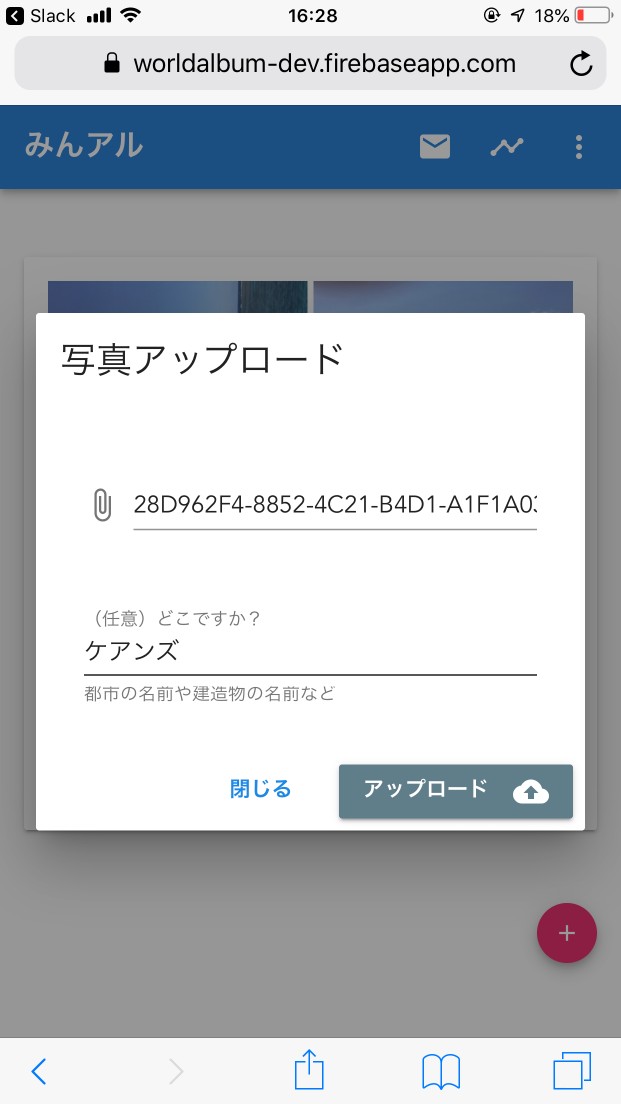 Slack 16:28 18%
worldalbum-dev.firebaseapp.com
みんアル
写真アップロード
28D962F4-8852-4C21-B4D1-A1F1A03
（任意）どこですか？
ケアンズ
都市の名前や建造物の名前など
閉じる アップロード